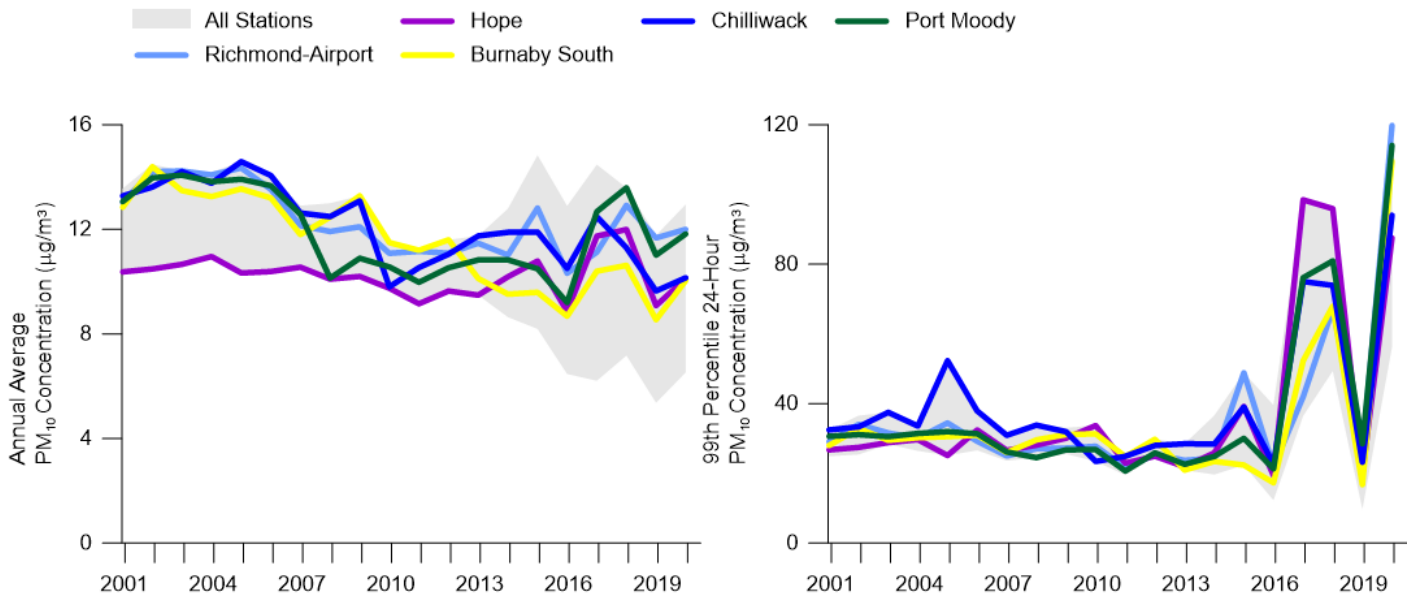 All Stations Hope Chilliwack Port Moody
Richmond-Airport Burnaby South
Annual Average
PM₁₀ Concentration (µg/m³)
16
12
8
4
0
2001 2004 2007 2010 2013 2016 2019
99th Percentile 24-Hour
PM₁₀ Concentration (µg/m³)
120
80
40
0
2001 2004 2007 2010 2013 2016 2019